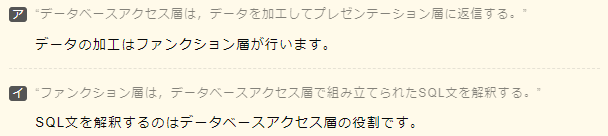 ア “データベースアクセス層は，データを加工してプレゼンテーション層に返信する。”
データの加工はファンクション層が行います。
イ “ファンクション層は，データベースアクセス層で組み立てられたSQL文を解釈する。”
SQL文を解釈するのはデータベースアクセス層の役割です。